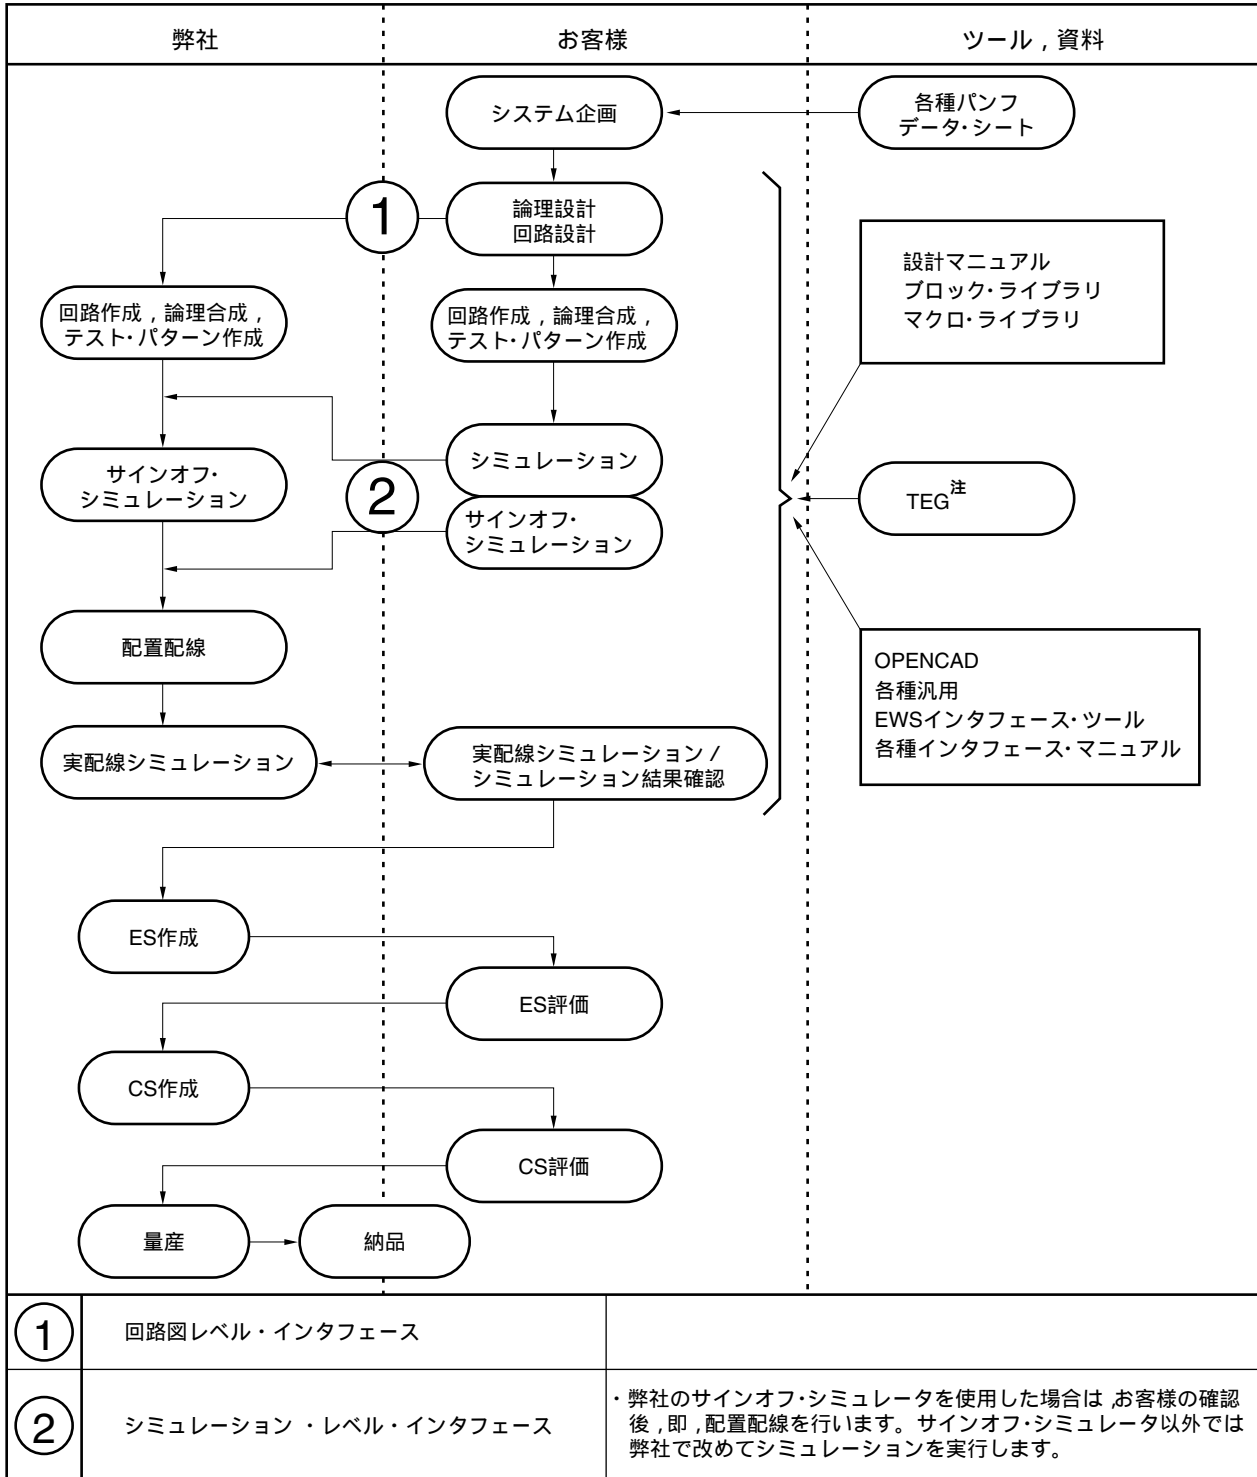 弊社
お客様
ツール，資料
システム企画
各種パンフ
データ・シート
1
論理設計
回路設計
設計マニュアル
ブロック・ライブラリ
マクロ・ライブラリ
回路作成，論理合成，
テスト・パターン作成
回路作成，論理合成，
テスト・パターン作成
サインオフ・
シミュレーション
シミュレーション
2
サインオフ・
シミュレーション
TEG注
配置配線
OPENCAD
各種汎用
EWSインタフェース・ツール
各種インタフェース・マニュアル
実配線シミュレーション
実配線シミュレーション /
シミュレーション結果確認
ES作成
ES評価
CS作成
CS評価
量産
納品
1
回路図レベル・インタフェース
2
シミュレーション ・レベル・インタフェース
・弊社のサインオフ・シミュレータを使用した場合は，お客様の確認
後，即，配置配線を行います。サインオフ・シミュレータ以外では
弊社で改めてシミュレーションを実行します。